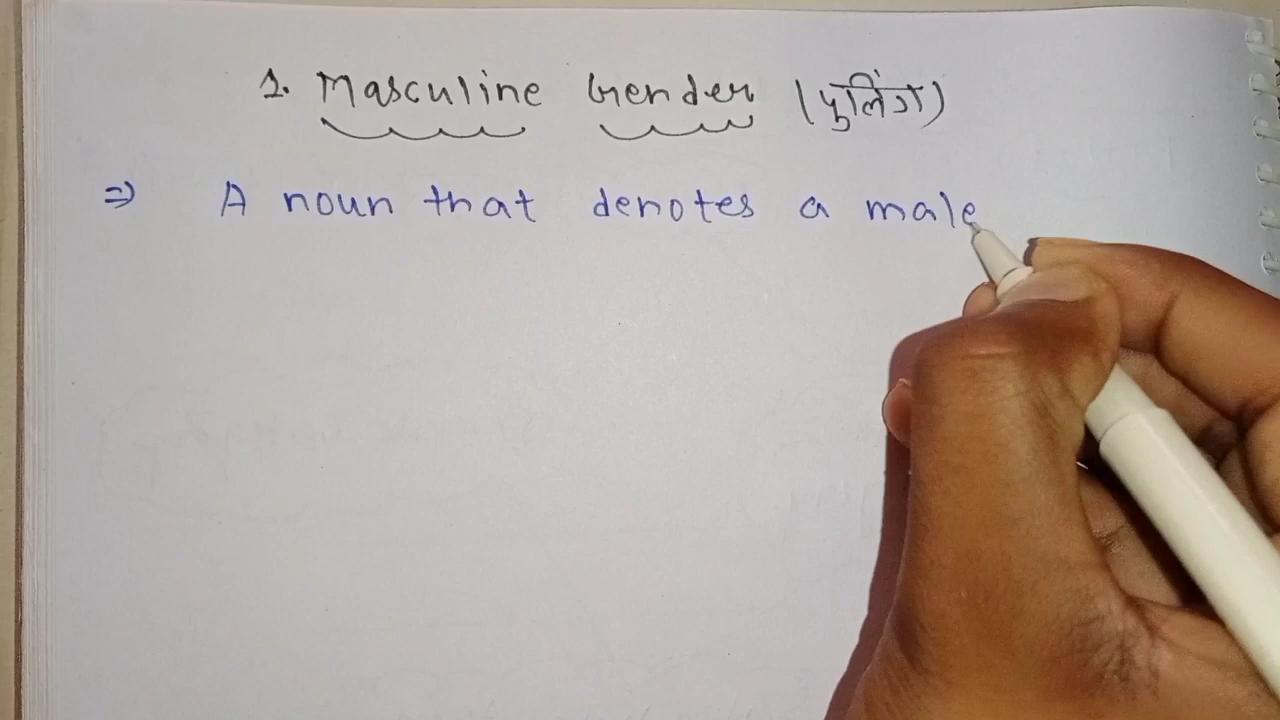 1. Masculine Gender (पुलिंग)
⇒ A noun that denotes a male